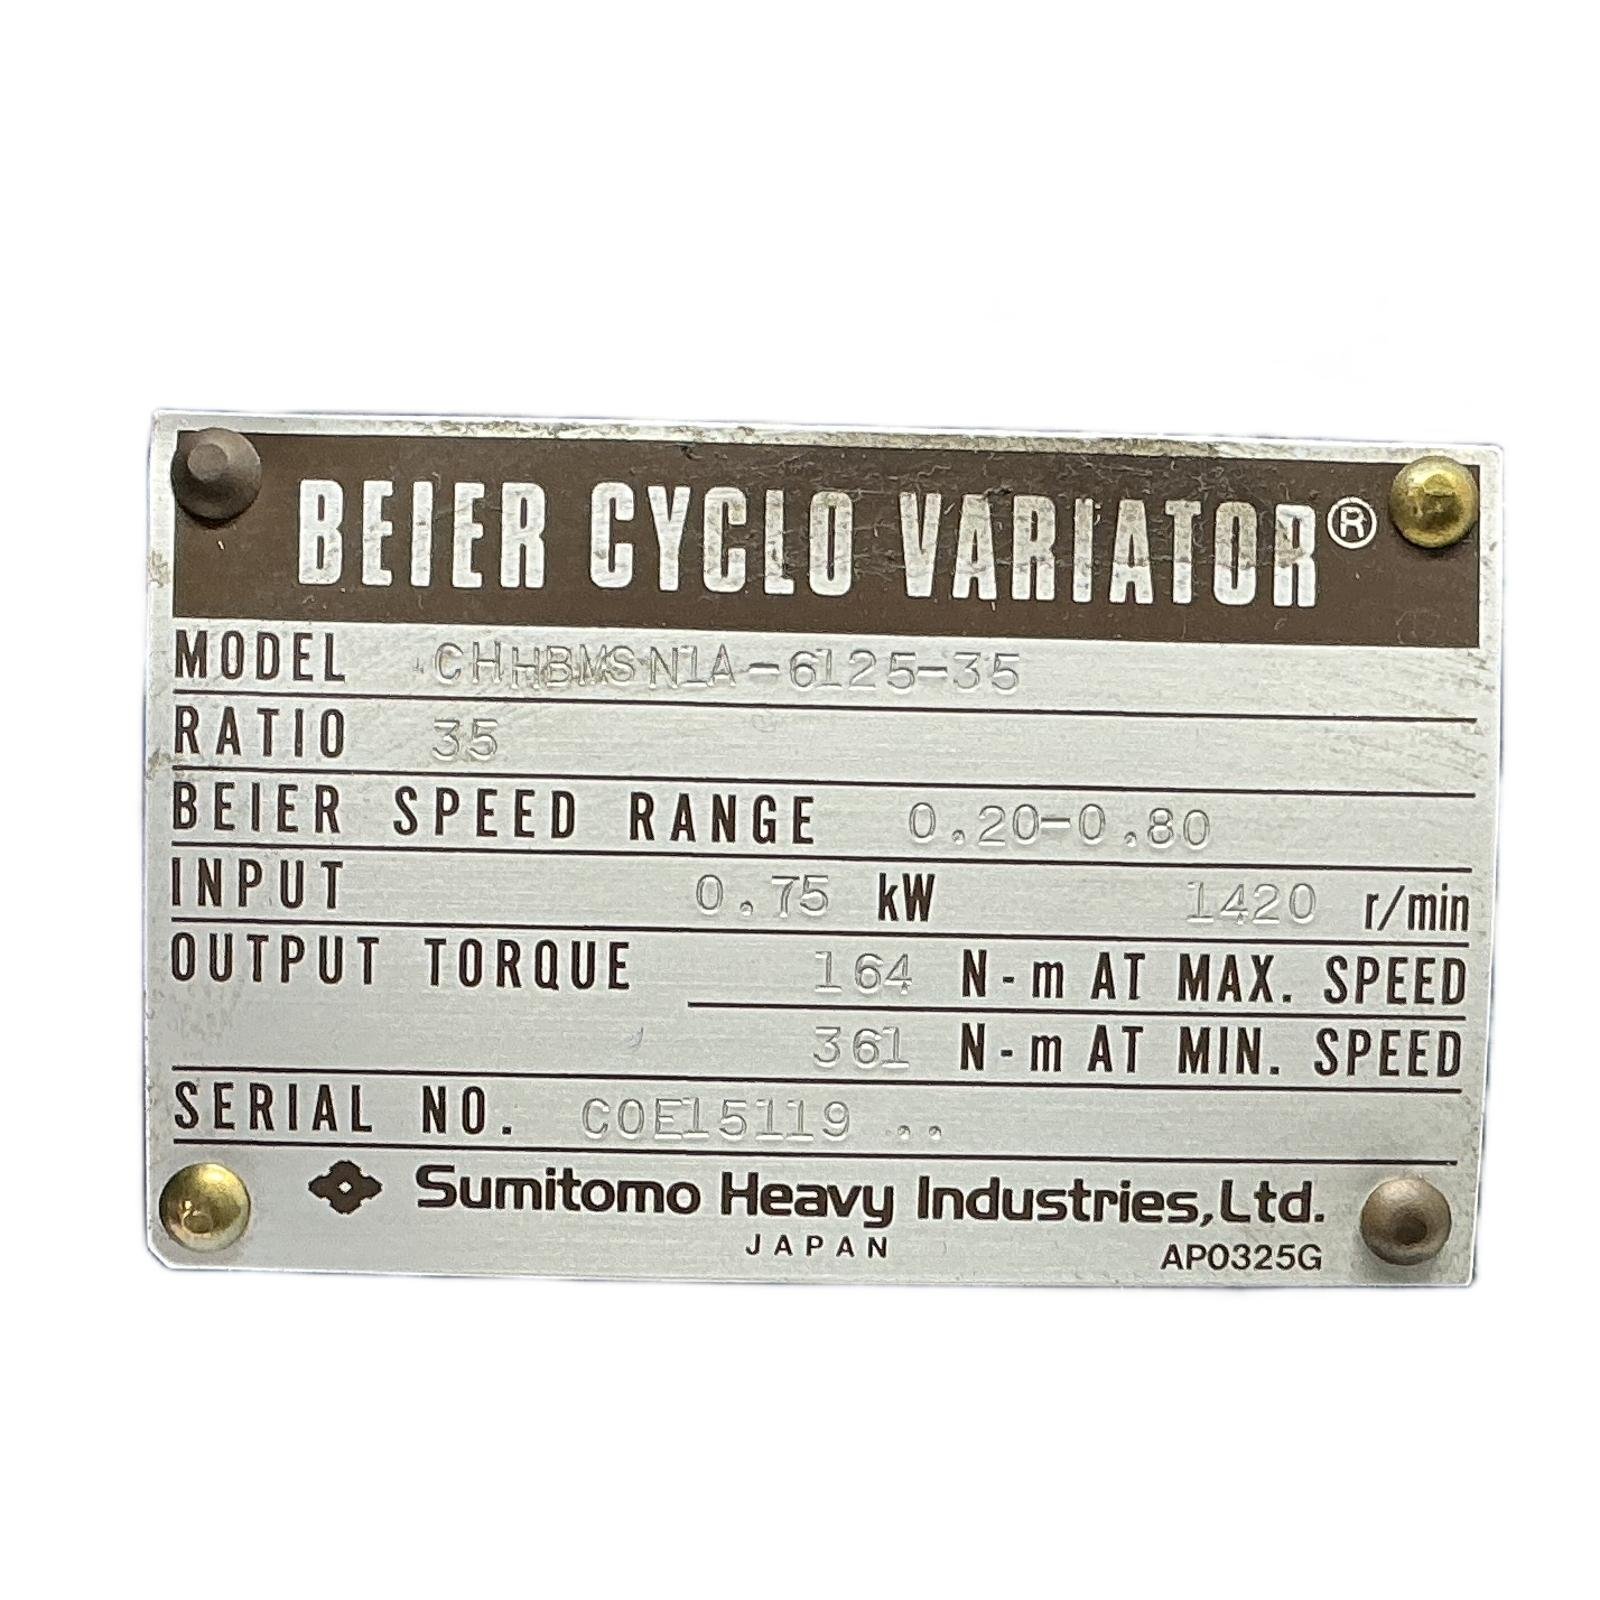 BEIER CYCLO VARIATOR®
MODEL CHHBMSN1A-6125-35
RATIO 35
BEIER SPEED RANGE 0.20-0.80
INPUT 0.75 kW 1420 r/min
OUTPUT TORQUE 164 N-m AT MAX. SPEED
361 N-m AT MIN. SPEED
SERIAL NO. COE15119 ..
Sumitomo Heavy Industries,Ltd.
JAPAN AP0325G